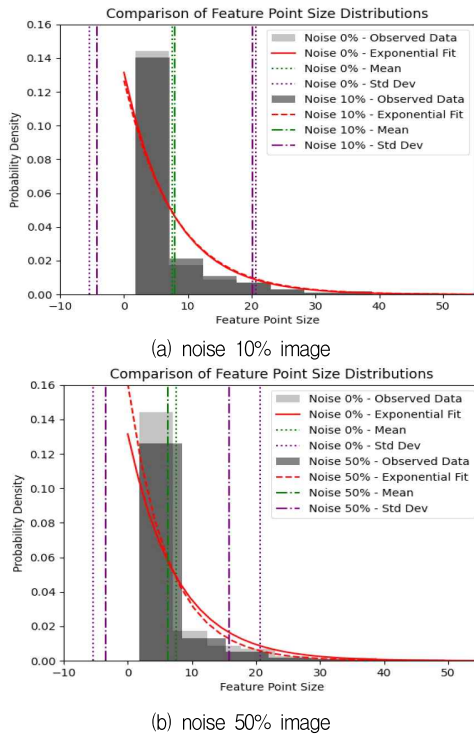 Comparison of Feature Point Size Distributions
0.16
0.14
0.12
0.10
0.08
0.06
0.04
0.02
0.00
Probability Density
Noise 0% - Observed Data
Noise 0% - Exponential Fit
Noise 0% - Mean
Noise 0% - Std Dev
Noise 10% - Observed Data
Noise 10% - Exponential Fit
Noise 10% - Mean
Noise 10% - Std Dev
-10 0 10 20 30 40 50
Feature Point Size
(a) noise 10% image
Comparison of Feature Point Size Distributions
0.16
0.14
0.12
0.10
0.08
0.06
0.04
0.02
0.00
Probability Density
Noise 0% - Observed Data
Noise 0% - Exponential Fit
Noise 0% - Mean
Noise 0% - Std Dev
Noise 50% - Observed Data
Noise 50% - Exponential Fit
Noise 50% - Mean
Noise 50% - Std Dev
-10 0 10 20 30 40 50
Feature Point Size
(b) noise 50% image